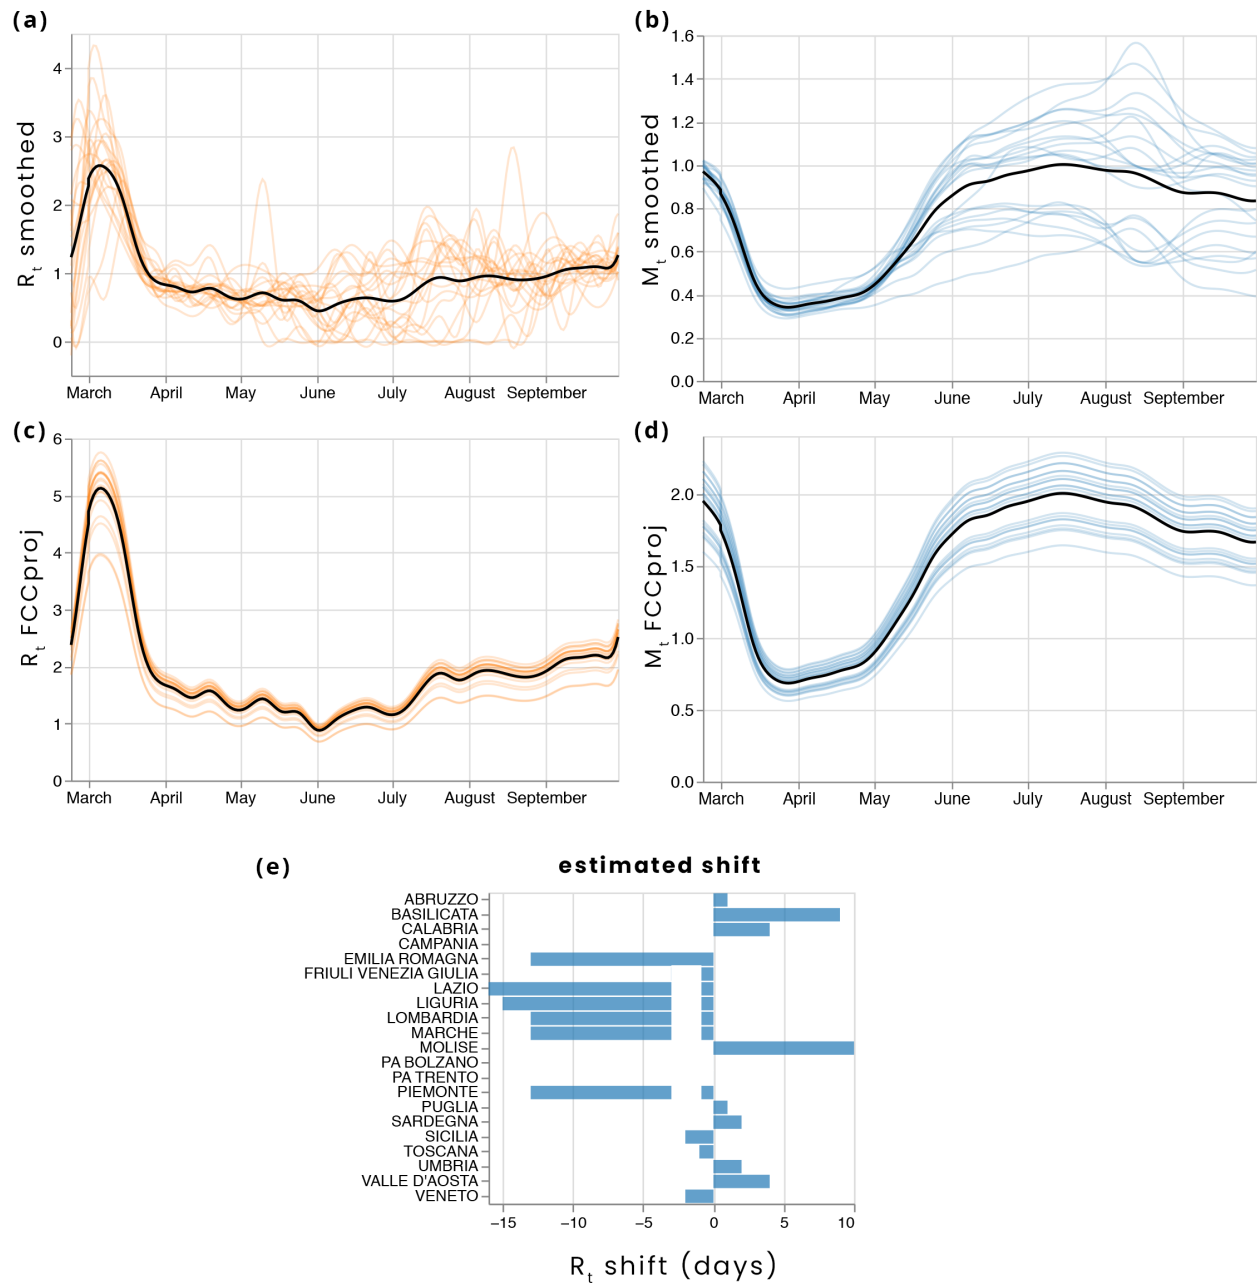 (a)
4
3
2
1
0
Rt smoothed
March April May June July August September
(b)
1.6
1.4
1.2
1.0
0.8
0.6
0.4
0.2
0.0
Mt smoothed
March April May June July August September
(c)
6
5
4
3
2
1
0
Rt FCCproj
March April May June July August September
(d)
2.0
1.5
1.0
0.5
0.0
Mt FCCproj
March April May June July August September
(e)
estimated shift
ABRUZZO
BASILICATA
CALABRIA
CAMPANIA
EMILIA ROMAGNA
FRIULI VENEZIA GIULIA
LAZIO
LIGURIA
LOMBARDIA
MARCHE
MOLISE
PA BOLZANO
PA TRENTO
PIEMONTE
PUGLIA
SARDEGNA
SICILIA
TOSCANA
UMBRIA
VALLE D'AOSTA
VENETO
−15 −10 −5 0 5 10
Rt shift (days)